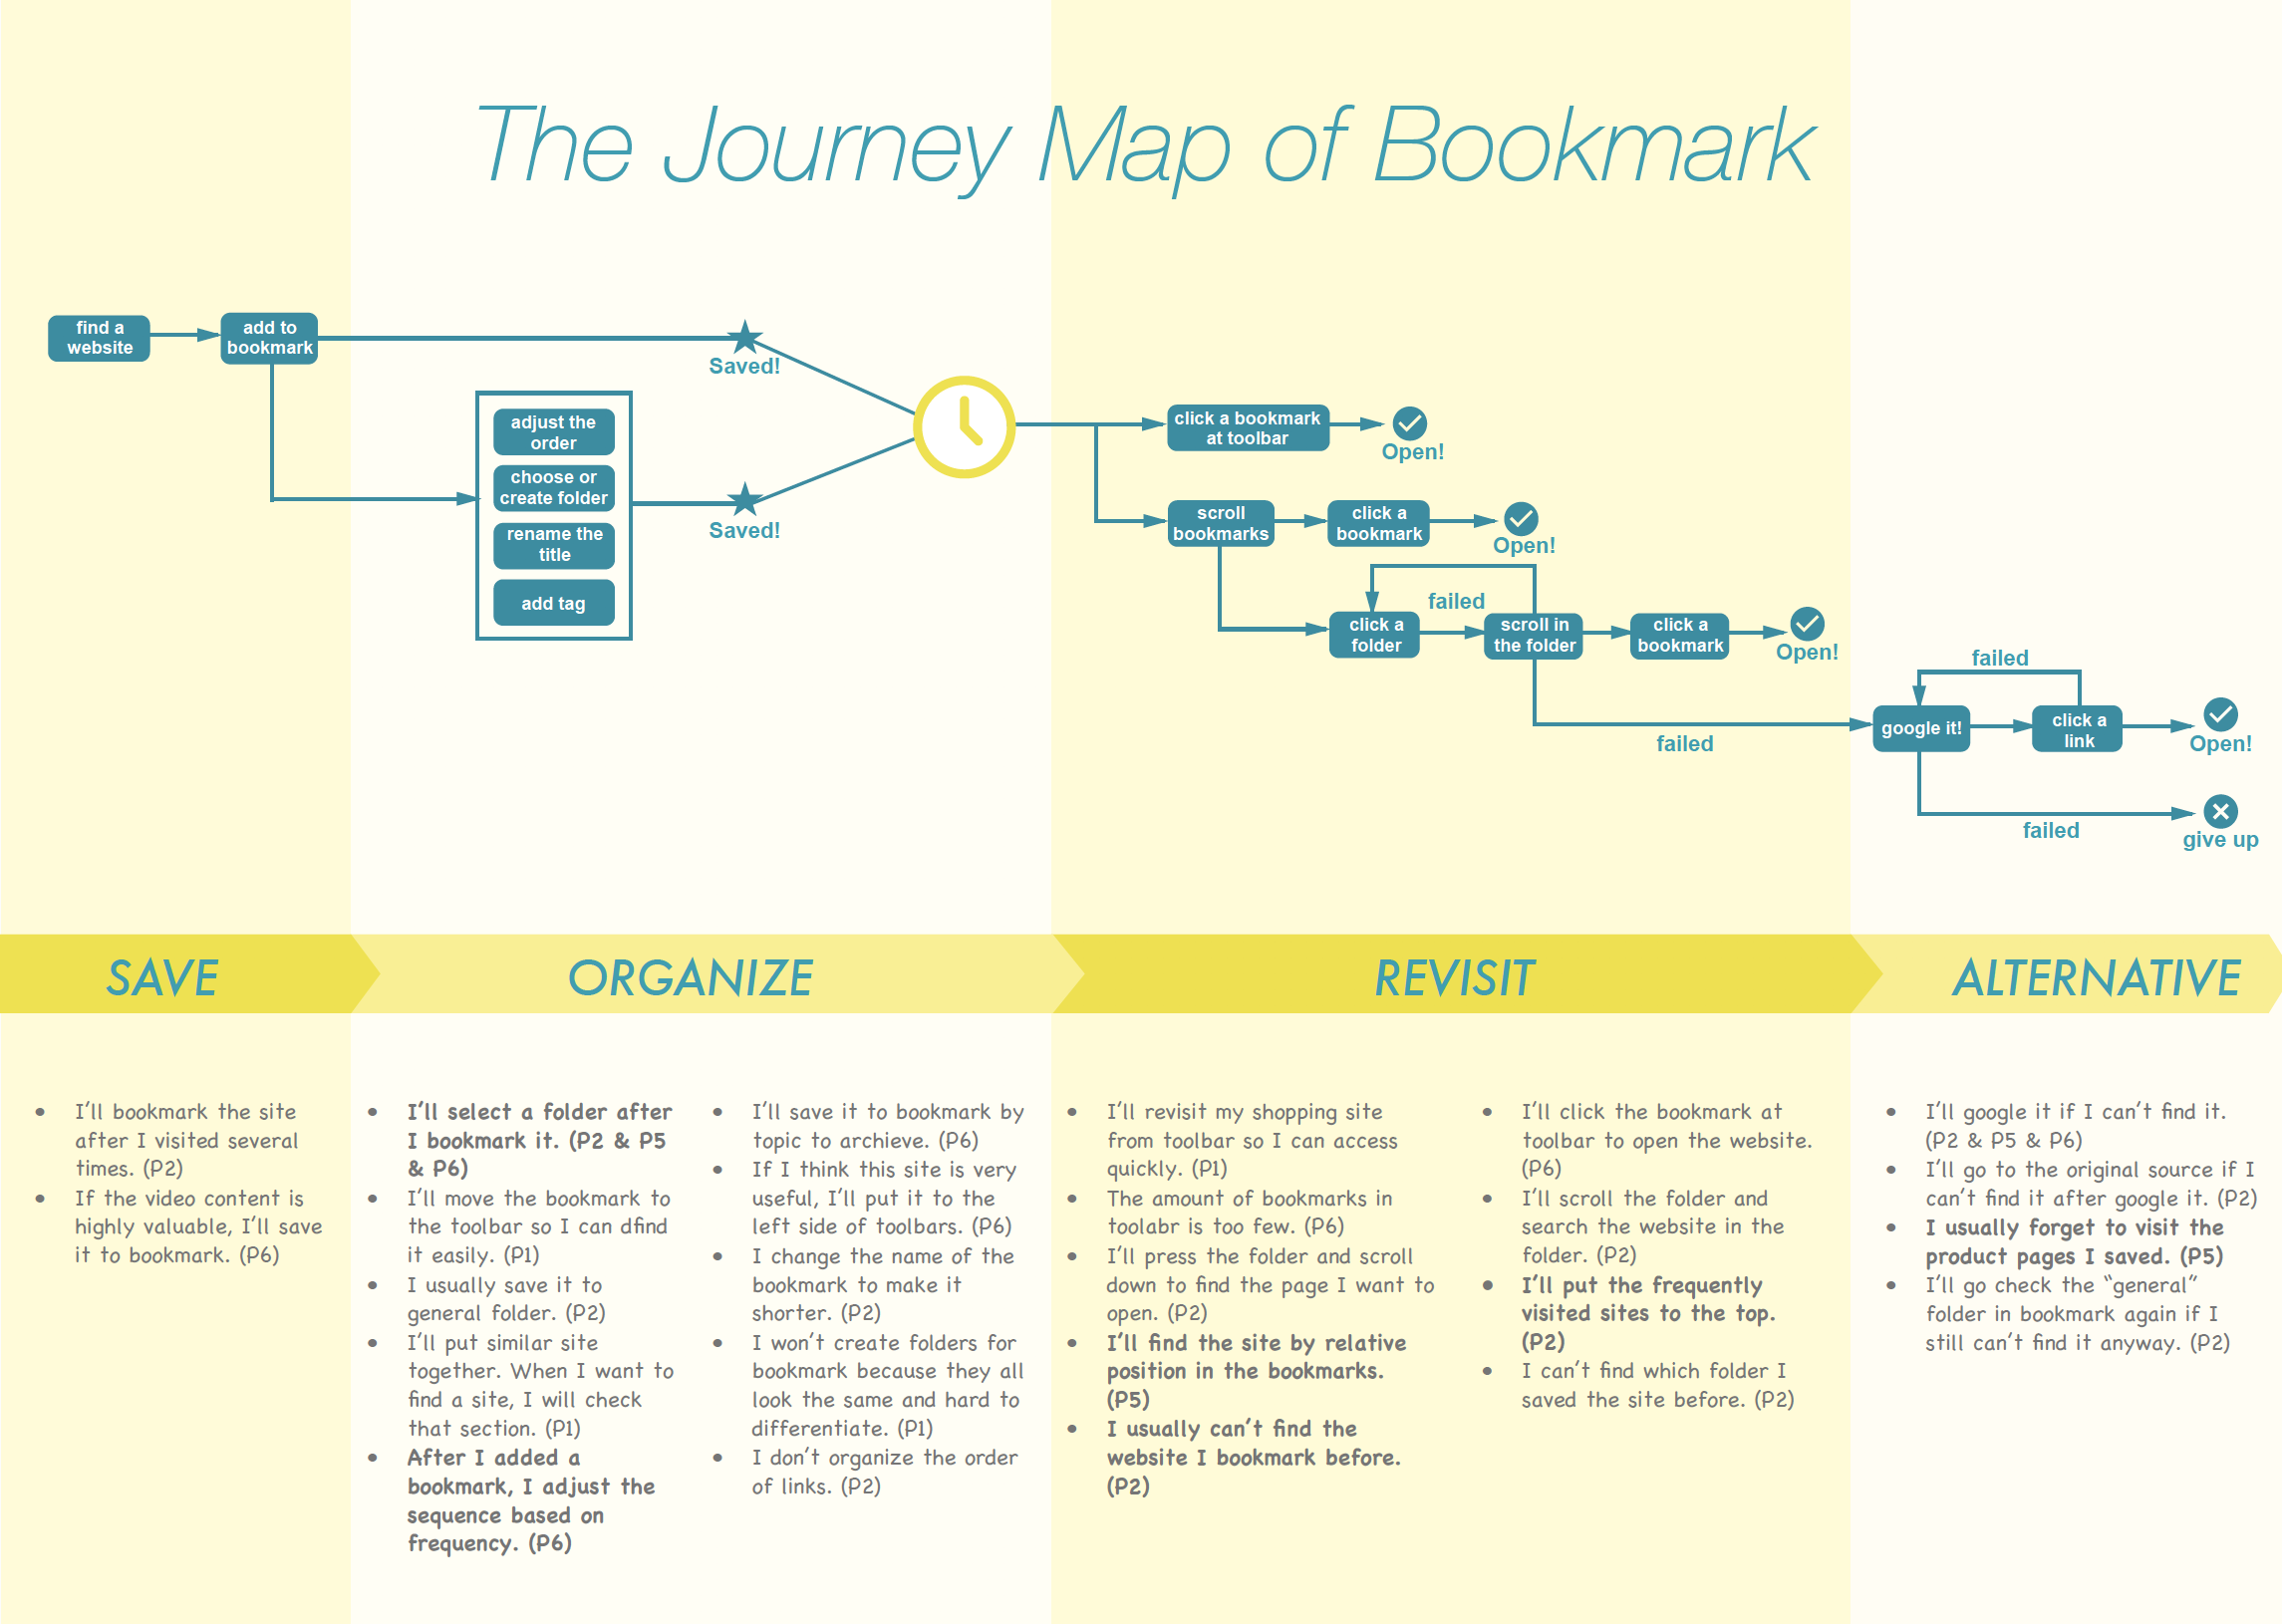 The Journey Map of Bookmark
find a
website
add to
bookmark
Saved!
adjust the
order
choose or
create folder
rename the
title
add tag
Saved!
click a bookmark
at toolbar
Open!
scroll
bookmarks
click a
bookmark
Open!
failed
click a
folder
scroll in
the folder
click a
bookmark
Open!
failed
failed
google it!
click a
link
Open!
failed
give up
SAVE
ORGANIZE
REVISIT
ALTERNATIVE
• I'll bookmark the site
after I visited several
times. (P2)
• If the video content is
highly valuable, I'll save
it to bookmark. (P6)
• I'll select a folder after
I bookmark it. (P2 & P5
& P6)
• I'll move the bookmark to
the toolbar so I can dfind
it easily. (P1)
• I usually save it to
general folder. (P2)
• I'll put similar site
together. When I want to
find a site, I will check
that section. (P1)
• After I added a
bookmark, I adjust the
sequence based on
frequency. (P6)
• I'll save it to bookmark by
topic to archieve. (P6)
• If I think this site is very
useful, I'll put it to the
left side of toolbars. (P6)
• I change the name of the
bookmark to make it
shorter. (P2)
• I won't create folders for
bookmark because they all
look the same and hard to
differentiate. (P1)
• I don't organize the order
of links. (P2)
• I'll revisit my shopping site
from toolbar so I can access
quickly. (P1)
• The amount of bookmarks in
toolabr is too few. (P6)
• I'll press the folder and scroll
down to find the page I want to
open. (P2)
• I'll find the site by relative
position in the bookmarks.
(P5)
• I usually can't find the
website I bookmark before.
(P2)
• I'll click the bookmark at
toolbar to open the website.
(P6)
• I'll scroll the folder and
search the website in the
folder. (P2)
• I'll put the frequently
visited sites to the top.
(P2)
• I can't find which folder I
saved the site before. (P2)
• I'll google it if I can't find it.
(P2 & P5 & P6)
• I'll go to the original source if I
can't find it after google it. (P2)
• I usually forget to visit the
product pages I saved. (P5)
• I'll go check the "general"
folder in bookmark again if I
still can't find it anyway. (P2)